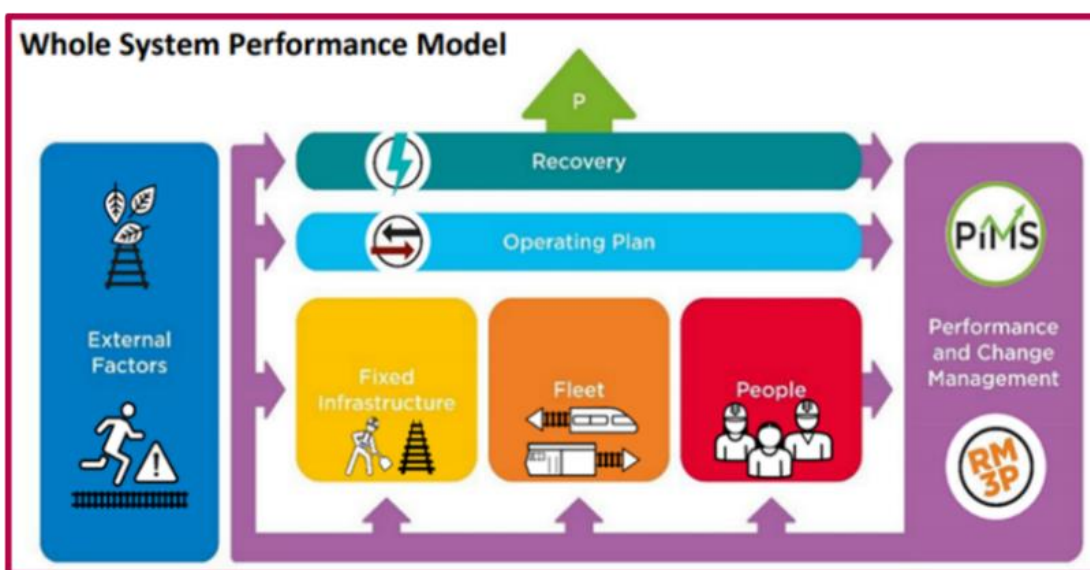 Whole System Performance Model
P
Recovery
Operating Plan
External
Factors
Fixed
Infrastructure
Fleet
People
PiMS
Performance
and Change
Management
RM
3P